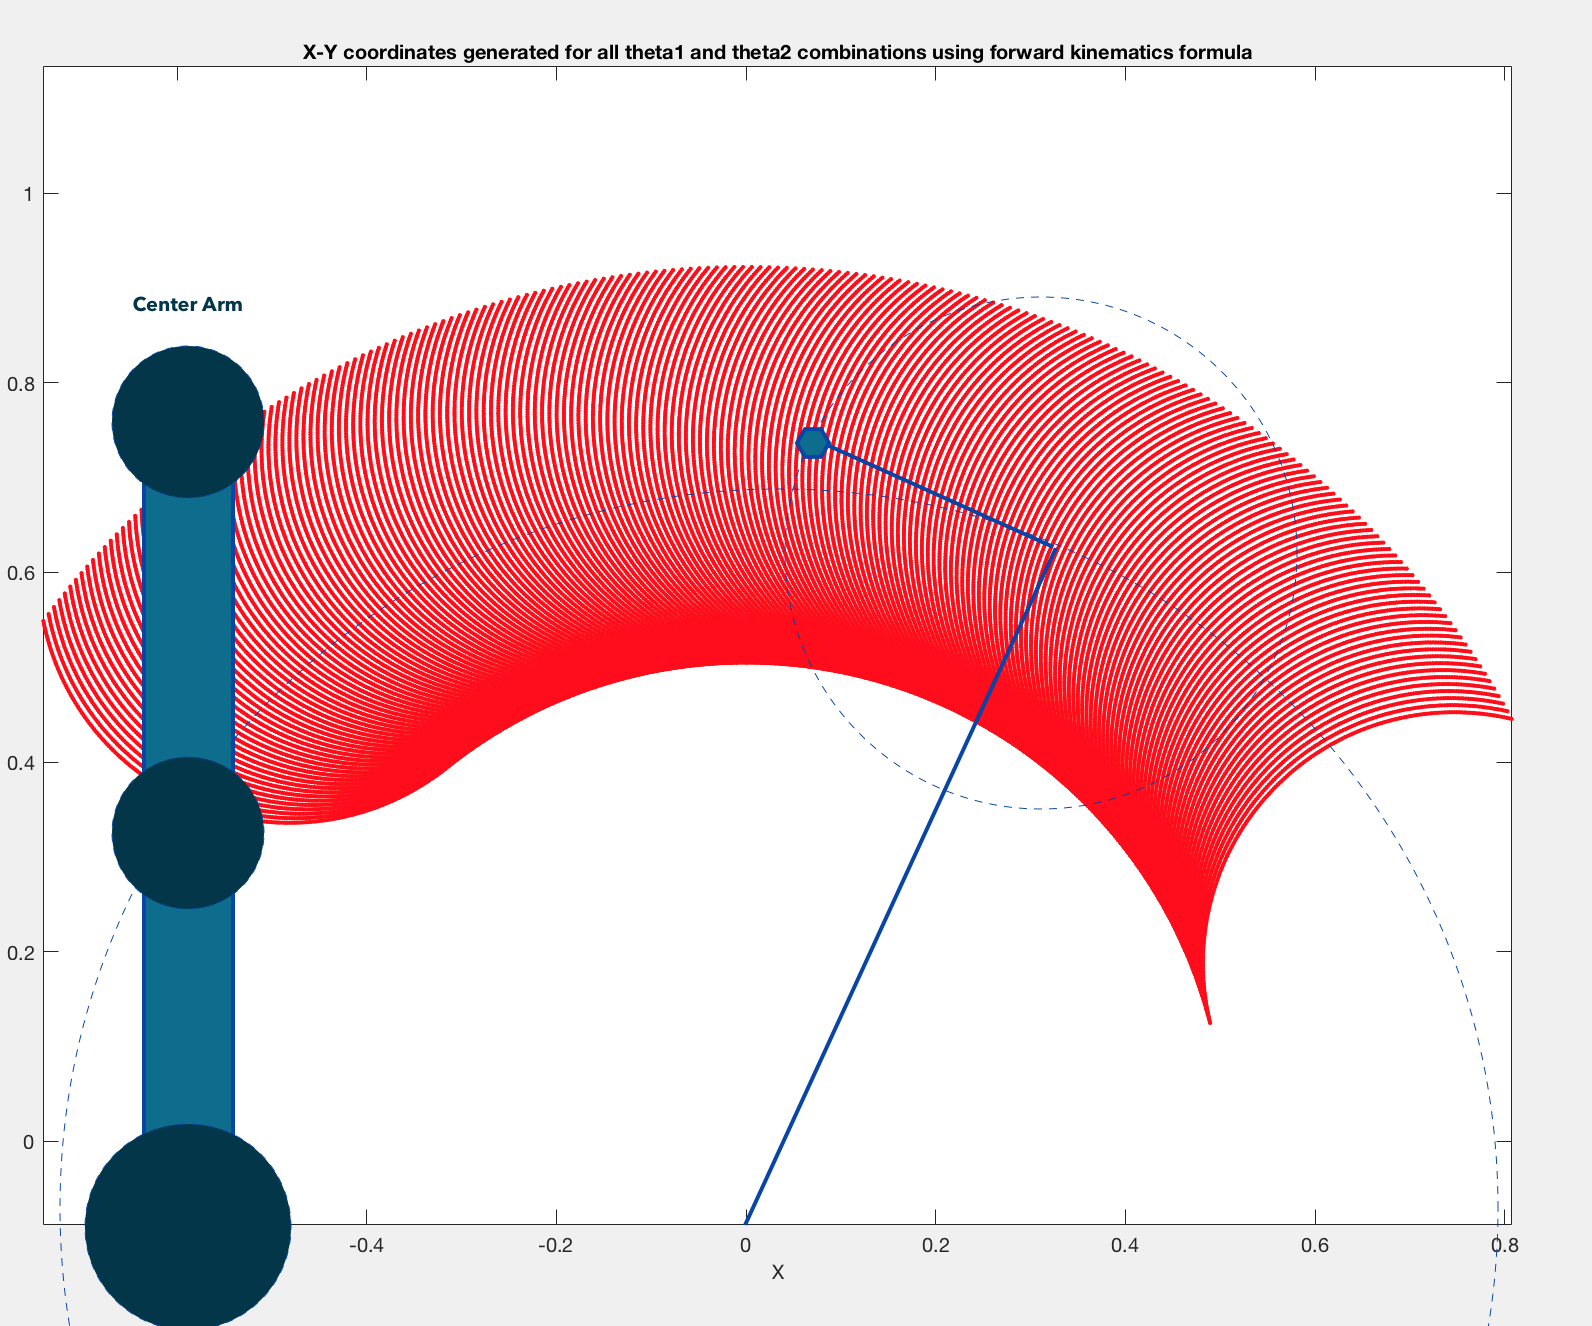 X-Y coordinates generated for all theta1 and theta2 combinations using forward kinematics formula
1
Center Arm
0.8
0.6
0.4
0.2
0
-0.4 -0.2 0 0.2 0.4 0.6 0.8
X